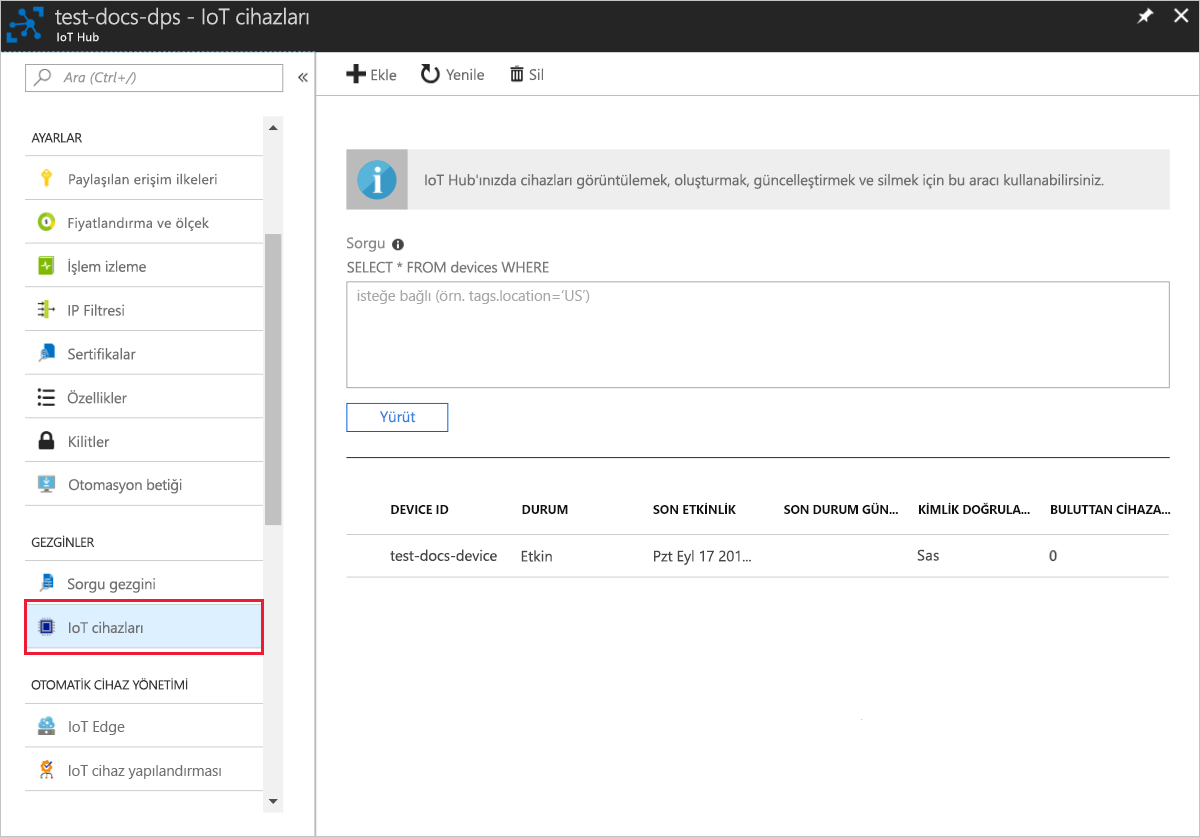 test-docs-dps - IoT cihazları
IoT Hub
Ara (Ctrl+/)
«
Ekle
Yenile
Sil
AYARLAR
Paylaşılan erişim ilkeleri
Fiyatlandırma ve ölçek
İşlem izleme
IP Filtresi
Sertifikalar
Özellikler
Kilitler
Otomasyon betiği
GEZGİNLER
Sorgu gezgini
IoT cihazları
OTOMATİK CİHAZ YÖNETİMİ
IoT Edge
IoT cihaz yapılandırması
IoT Hub'ınızda cihazları görüntülemek, oluşturmak, güncelleştirmek ve silmek için bu aracı kullanabilirsiniz.
Sorgu
SELECT * FROM devices WHERE
isteğe bağlı (örn. tags.location='US')
Yürüt
DEVICE ID DURUM SON ETKİNLİK SON DURUM GÜN... KİMLİK DOĞRULA... BULUTTAN CİHAZA...
test-docs-device Etkin Pzt Eyl 17 201... Sas 0